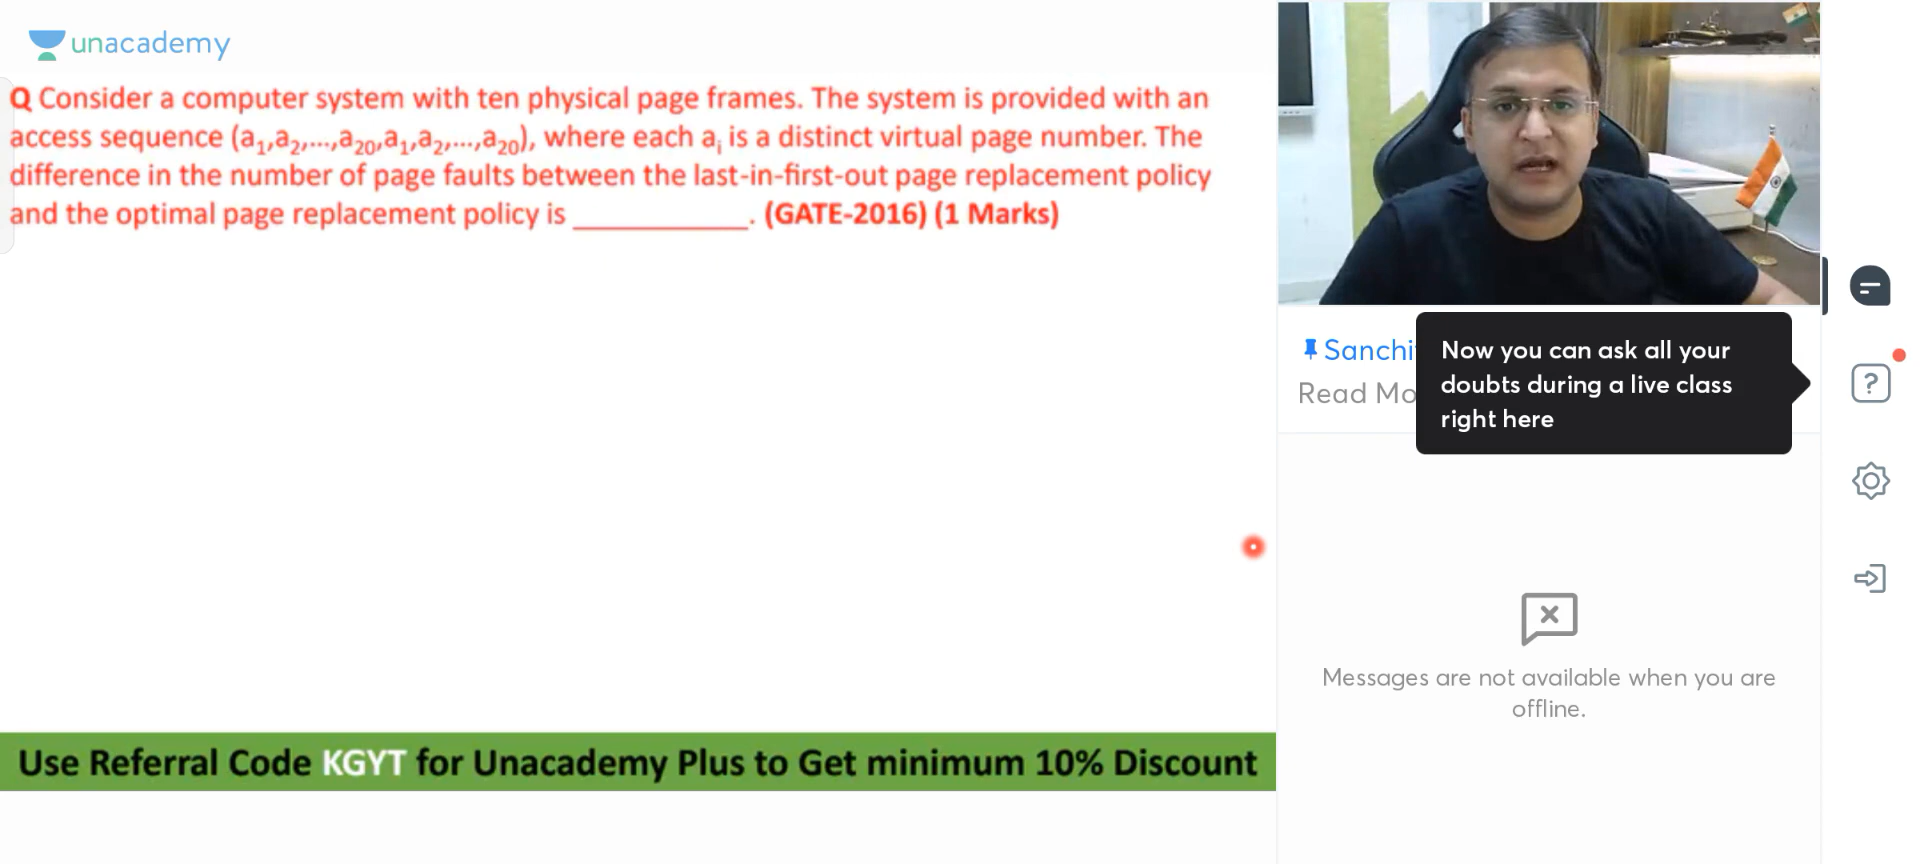 unacademy
Q Consider a computer system with ten physical page frames. The system is provided with an
access sequence (a₁,a₂,...,a₂₀,a₁,a₂,...,a₂₀), where each aᵢ is a distinct virtual page number. The
difference in the number of page faults between the last-in-first-out page replacement policy
and the optimal page replacement policy is ____________. (GATE-2016) (1 Marks)
Sanchi
Read Mo
Now you can ask all your
doubts during a live class
right here
?
Messages are not available when you are
offline.
Use Referral Code KGYT for Unacademy Plus to Get minimum 10% Discount